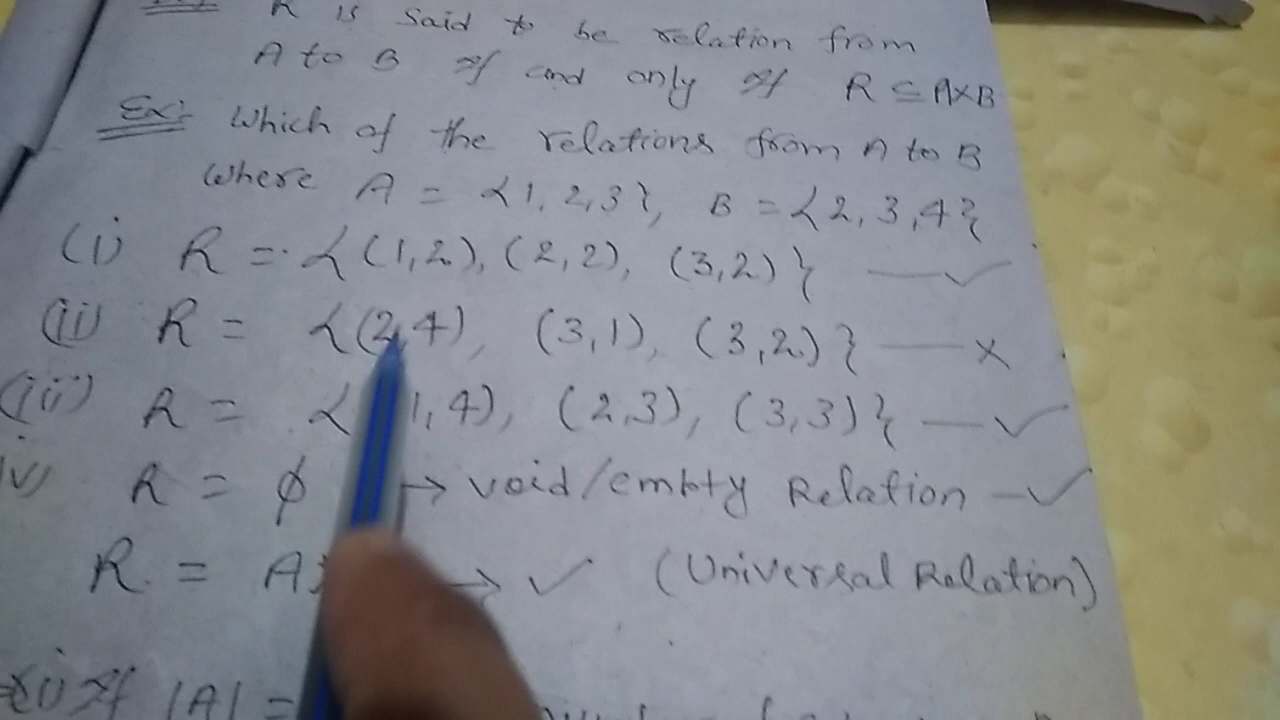 R is said to be relation from
A to B if and only if R ⊆ A×B
Ex: Which of the relations from A to B
where A = {1, 2, 3}, B = {2, 3, 4}
(i) R = {(1,2), (2,2), (3,2)} — ✓
(ii) R = {(2,4), (3,1), (3,2)} — ×
(iii) R = { 1,4), (2,3), (3,3)} — ✓
iv) R = ϕ → void/empty Relation — ✓
R = A → ✓ (Universal Relation)
(i) If |A| =